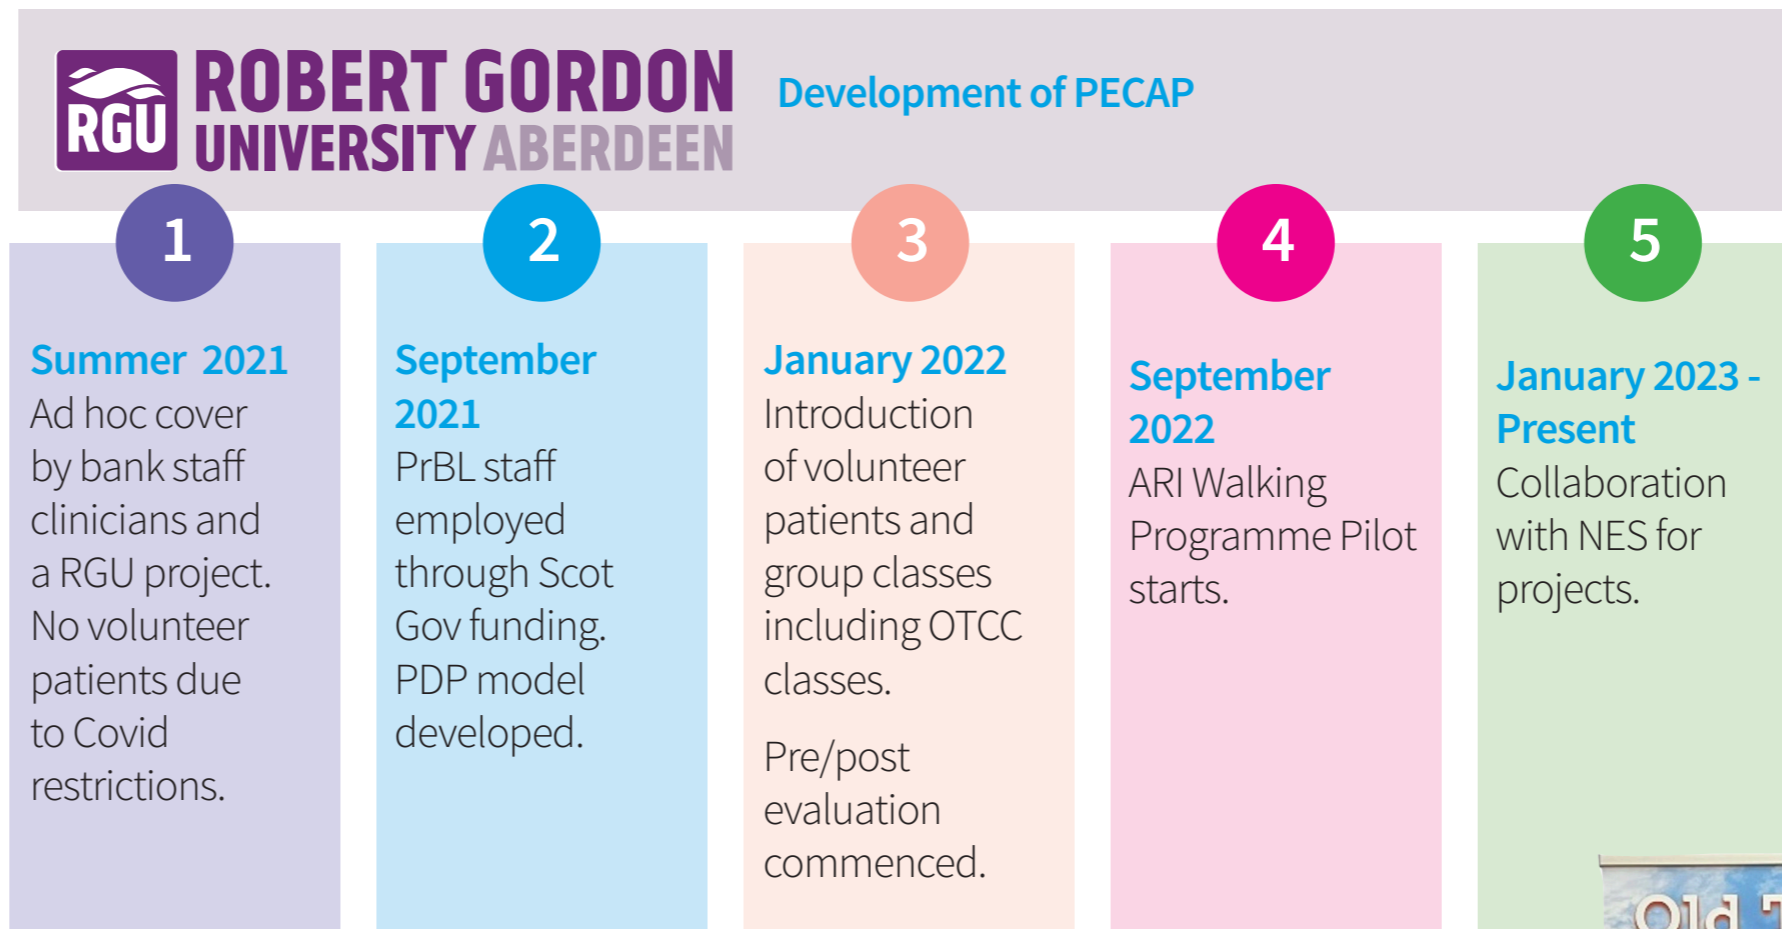 RGU
ROBERT GORDON
UNIVERSITY ABERDEEN
Development of PECAP
1
Summer 2021
Ad hoc cover
by bank staff
clinicians and
a RGU project.
No volunteer
patients due
to Covid
restrictions.
2
September
2021
PrBL staff
employed
through Scot
Gov funding.
PDP model
developed.
3
January 2022
Introduction
of volunteer
patients and
group classes
including OTCC
classes.
Pre/post
evaluation
commenced.
4
September
2022
ARI Walking
Programme Pilot
starts.
5
January 2023 -
Present
Collaboration
with NES for
projects.
Old